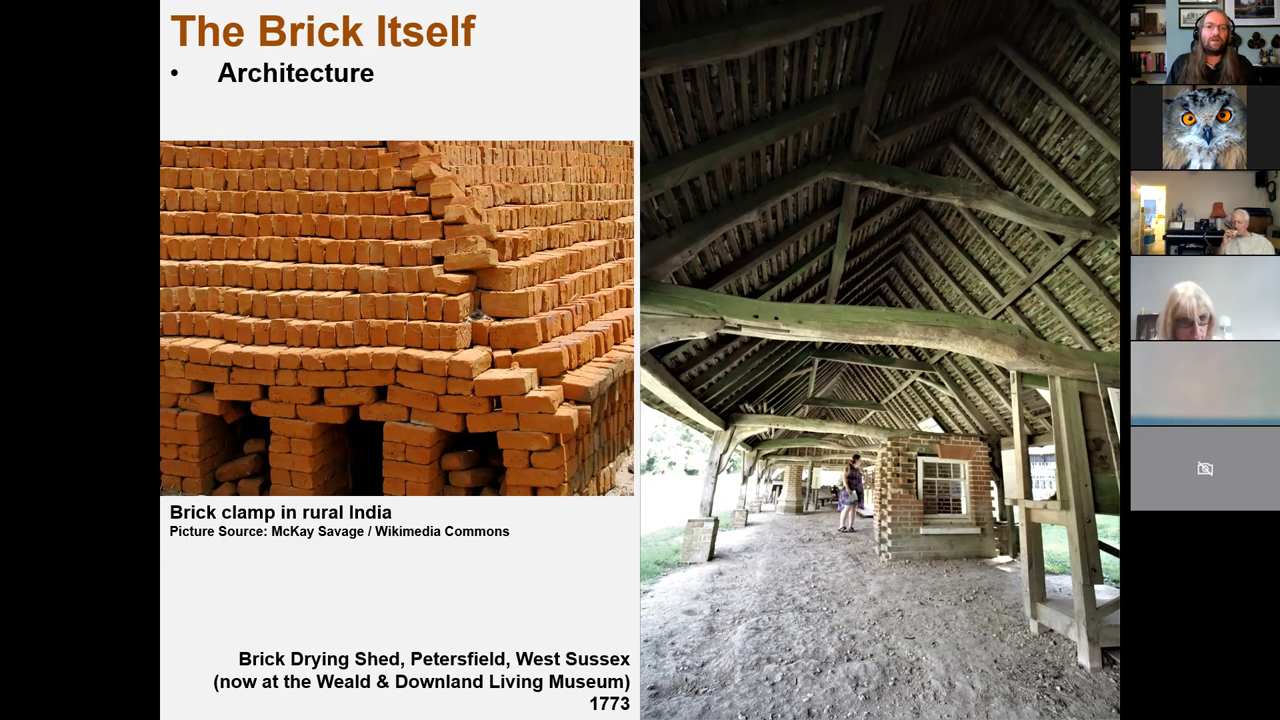 The Brick Itself
• Architecture
Brick clamp in rural India
Picture Source: McKay Savage / Wikimedia Commons
Brick Drying Shed, Petersfield, West Sussex
(now at the Weald & Downland Living Museum)
1773